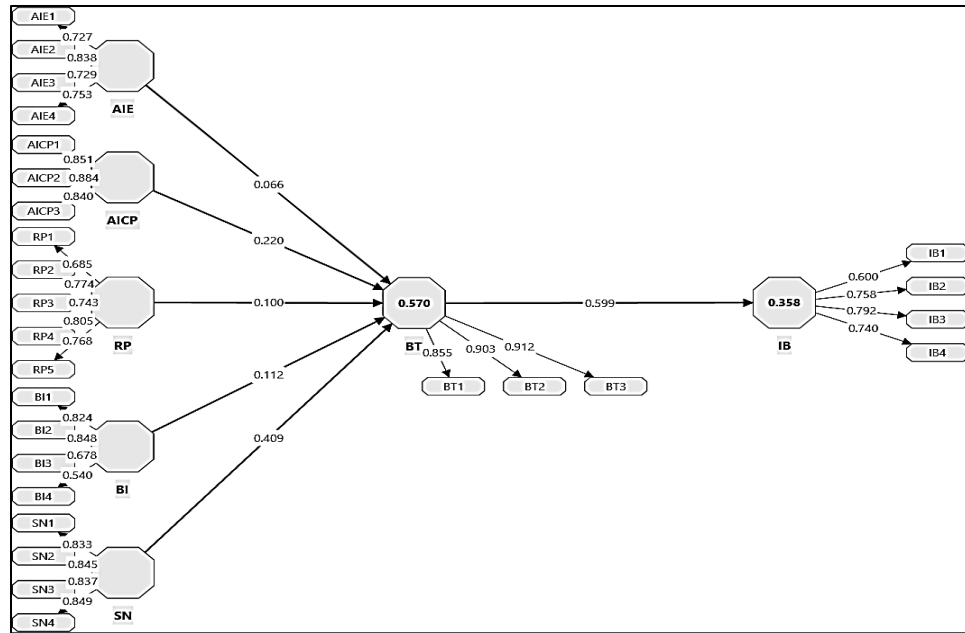 AIE1
0.727
AIE2
0.838
AIE3
0.729
0.753
AIE4
AIE
AICP1
0.851
AICP2
0.884
0.840
AICP3
AICP
RP1
0.685
RP2
0.774
RP3
0.743
0.805
RP4
0.768
RP5
RP
BI1
0.824
BI2
0.848
BI3
0.678
0.540
BI4
BI
SN1
0.833
SN2
0.845
SN3
0.837
0.849
SN4
SN
0.066
0.220
0.100
0.112
0.409
0.570
BT
0.855
0.903
0.912
BT1
BT2
BT3
0.599
0.358
IB
0.600
0.758
0.792
0.740
IB1
IB2
IB3
IB4